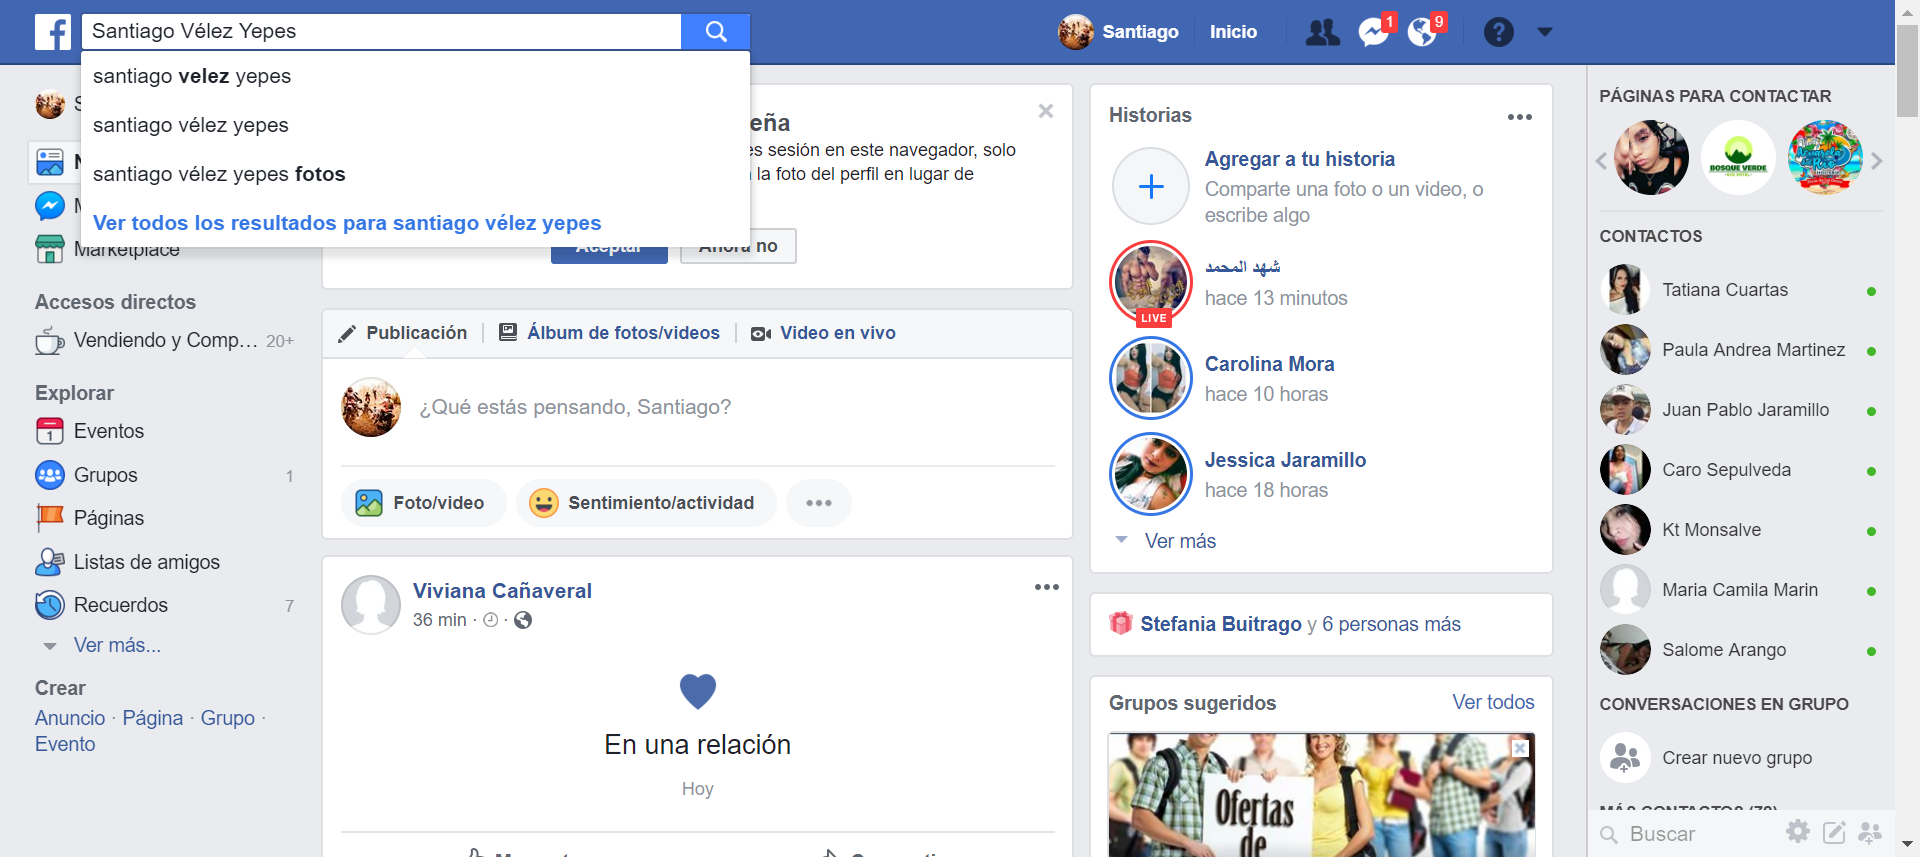 Santiago Vélez Yepes
santiago velez yepes
santiago vélez yepes
santiago vélez yepes fotos
Ver todos los resultados para santiago vélez yepes
Santiago
Inicio
1
9
Marketplace
Accesos directos
Vendiendo y Comp... 20+
Explorar
Eventos
Grupos 1
Páginas
Listas de amigos
Recuerdos 7
Ver más...
Crear
Anuncio · Página · Grupo ·
Evento
sesión en este navegador, solo
la foto del perfil en lugar de
Aceptar
Ahora no
Publicación
Álbum de fotos/videos
Video en vivo
¿Qué estás pensando, Santiago?
Foto/video
Sentimiento/actividad
Viviana Cañaveral
36 min
En una relación
Hoy
Historias
Agregar a tu historia
Comparte una foto o un video, o
escribe algo
شهد المحمد
hace 13 minutos
LIVE
Carolina Mora
hace 10 horas
Jessica Jaramillo
hace 18 horas
Ver más
Stefania Buitrago y 6 personas más
Grupos sugeridos
Ver todos
Ofertas
de
PÁGINAS PARA CONTACTAR
BOSQUE VERDE
CONTACTOS
Tatiana Cuartas
Paula Andrea Martinez
Juan Pablo Jaramillo
Caro Sepulveda
Kt Monsalve
Maria Camila Marin
Salome Arango
CONVERSACIONES EN GRUPO
Crear nuevo grupo
MÁS CONTACTOS
Buscar